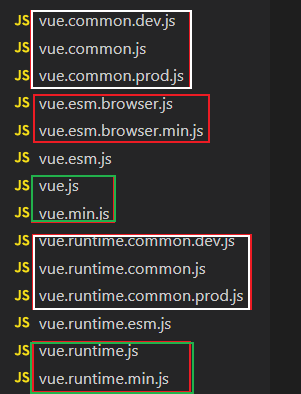 JS vue.common.dev.js
JS vue.common.js
JS vue.common.prod.js
JS vue.esm.browser.js
JS vue.esm.browser.min.js
JS vue.esm.js
JS vue.js
JS vue.min.js
JS vue.runtime.common.dev.js
JS vue.runtime.common.js
JS vue.runtime.common.prod.js
JS vue.runtime.esm.js
JS vue.runtime.js
JS vue.runtime.min.js